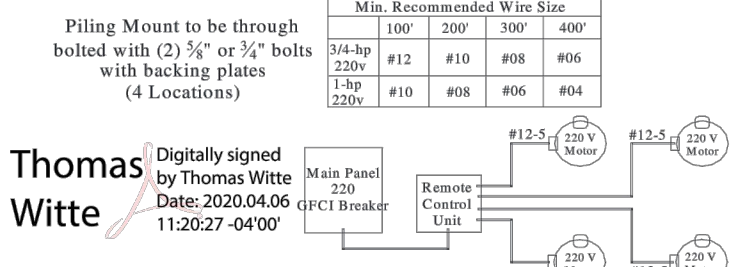 Piling Mount to be through
bolted with (2) ⅝" or ¾" bolts
with backing plates
(4 Locations)
Min. Recommended Wire Size
100' 200' 300' 400'
3/4-hp
220v #12 #10 #08 #06
1-hp
220v #10 #08 #06 #04
Thomas
Witte
Digitally signed
by Thomas Witte
Date: 2020.04.06
11:20:27 -04'00'
Main Panel
220
GFCI Breaker
Remote
Control
Unit
#12-5
220 V
Motor
#12-5
220 V
Motor
220 V
220 V